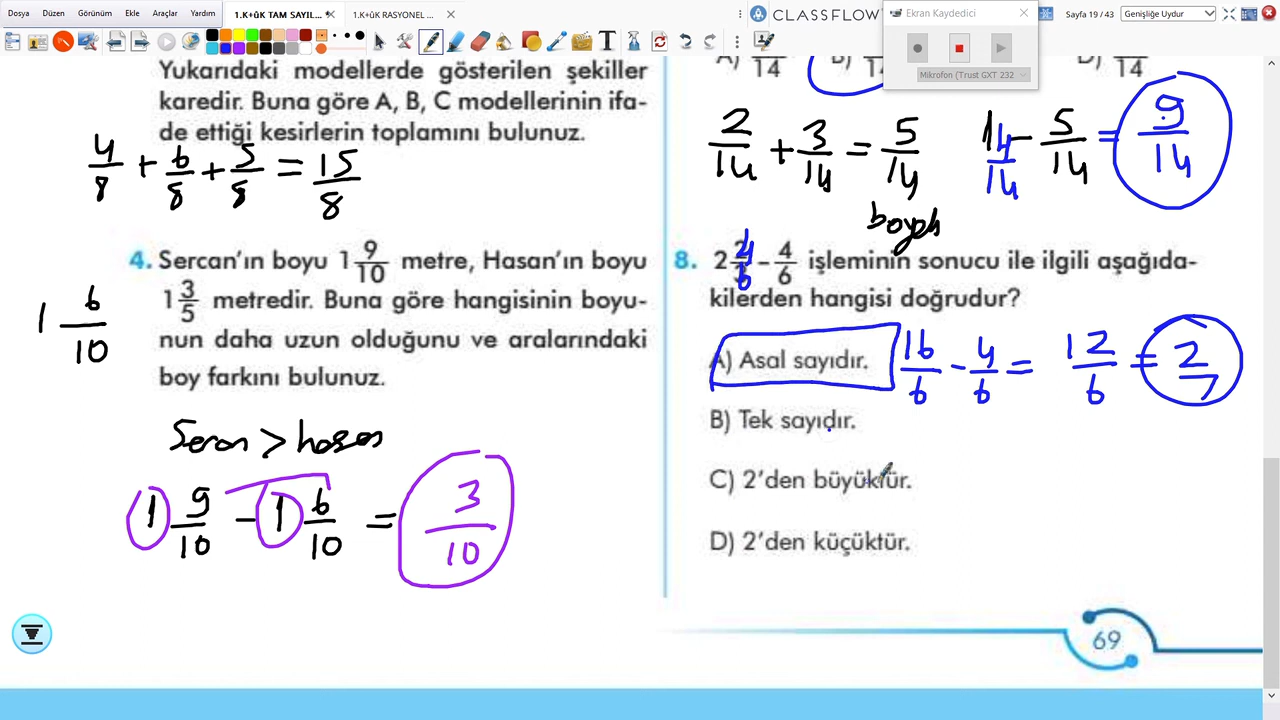 Dosya Düzen Görünüm Ekle Araçlar Yardım
1.K+ÛK TAM SAYIL... *
1.K+ûK RASYONEL ...
CLASSFLOW
Ekran Kaydedici
Mikrofon (Trust GXT 232
Sayfa 19 / 43
Genişliğe Uydur
Yukarıdaki modellerde gösterilen şekiller
karedir. Buna göre A, B, C modellerinin ifa-
de ettiği kesirlerin toplamını bulunuz.
4/8 + 6/8 + 5/8 = 15/8
4. Sercan'ın boyu 1 9/10 metre, Hasan'ın boyu
1 3/5 metredir. Buna göre hangisinin boyu-
nun daha uzun olduğunu ve aralarındaki
boy farkını bulunuz.
1 6/10
Sercan > hasan
1 9/10 - 1 6/10 = 3/10
A) 14 B) 1 D) 14
2/14 + 3/14 = 5/14
boyalı
14/14 - 5/14 = 9/14
8. 2 4/6 - 4/6 işleminin sonucu ile ilgili aşağıda-
kilerden hangisi doğrudur?
A) Asal sayıdır.
16/6 - 4/6 = 12/6 = 2
B) Tek sayıdır.
C) 2'den büyüktür.
D) 2'den küçüktür.
69